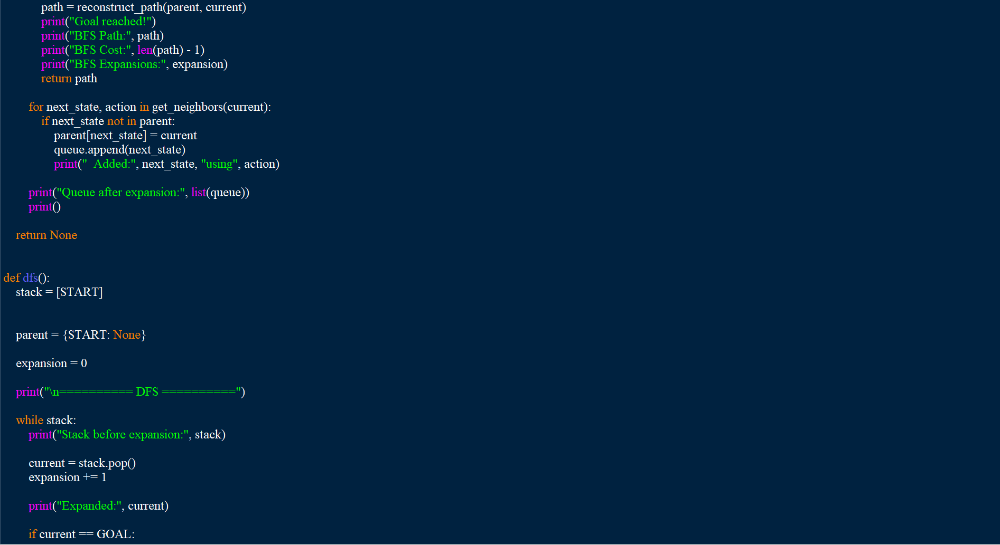 path = reconstruct_path(parent, current)
print("Goal reached!")
print("BFS Path:", path)
print("BFS Cost:", len(path) - 1)
print("BFS Expansions:", expansion)
return path
for next_state, action in get_neighbors(current):
if next_state not in parent:
parent[next_state] = current
queue.append(next_state)
print("  Added:", next_state, "using", action)
print("Queue after expansion:", list(queue))
print()
return None
def dfs():
stack = [START]
parent = {START: None}
expansion = 0
print("\n========== DFS ==========")
while stack:
print("Stack before expansion:", stack)
current = stack.pop()
expansion += 1
print("Expanded:", current)
if current == GOAL: